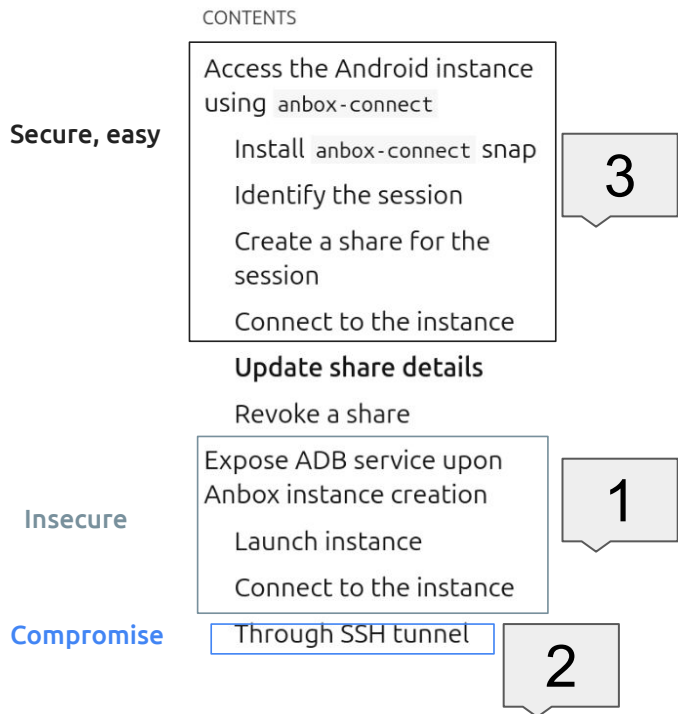 CONTENTS
Access the Android instance
using anbox-connect
Secure, easy
Install anbox-connect snap
3
Identify the session
Create a share for the
session
Connect to the instance
Update share details
Revoke a share
Expose ADB service upon
Anbox instance creation
1
Insecure
Launch instance
Connect to the instance
Compromise
Through SSH tunnel
2